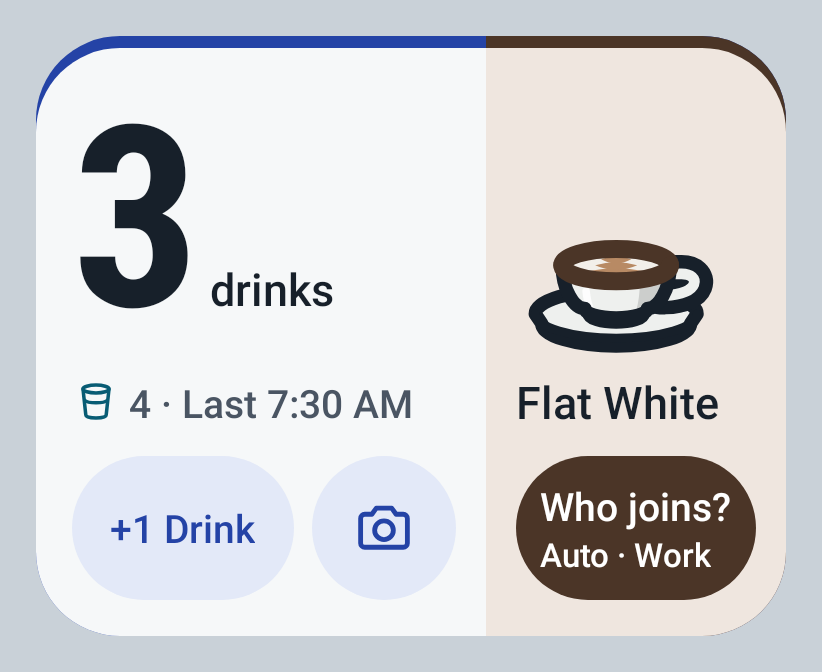 3 drinks
4 · Last 7:30 AM
+1 Drink
Flat White
Who joins?
Auto · Work